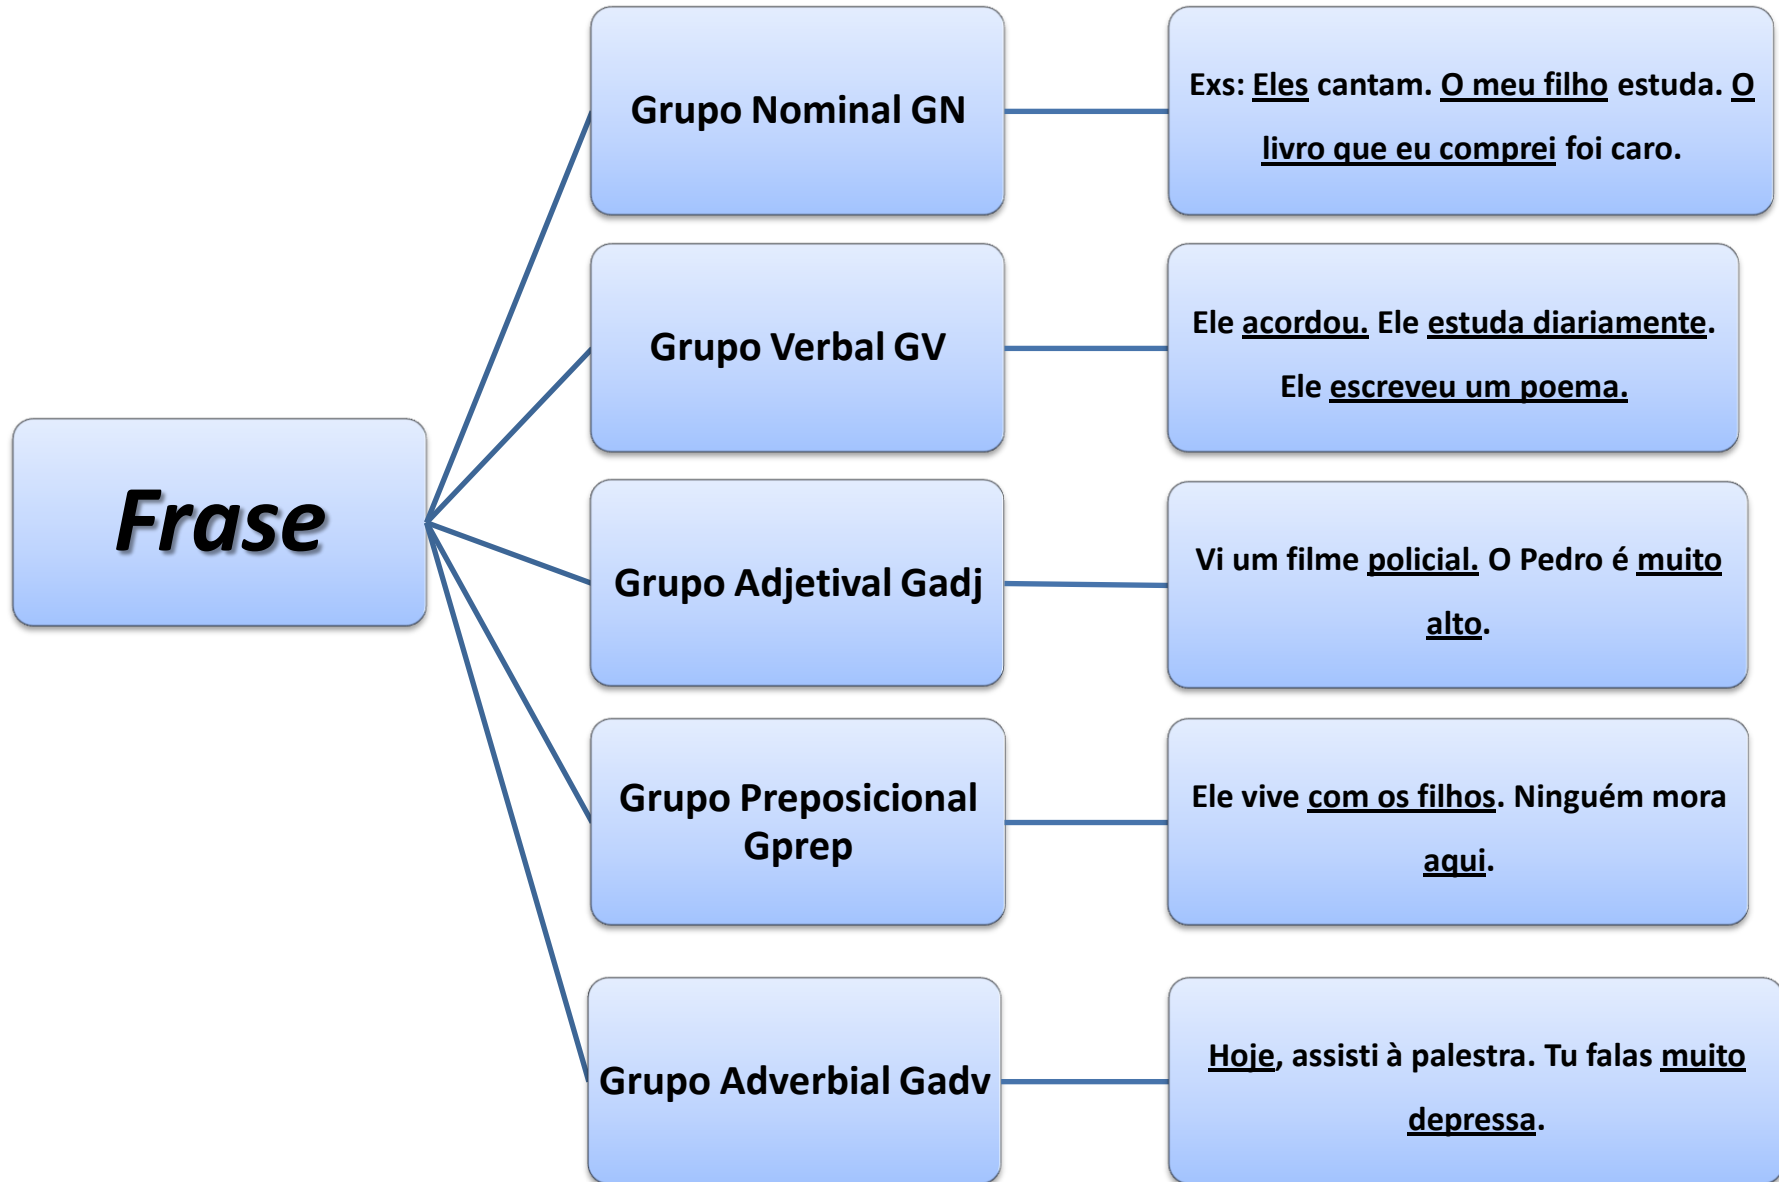 Frase
Grupo Nominal GN
Exs: Eles cantam. O meu filho estuda. O
livro que eu comprei foi caro.
Grupo Verbal GV
Ele acordou. Ele estuda diariamente.
Ele escreveu um poema.
Grupo Adjetival Gadj
Vi um filme policial. O Pedro é muito
alto.
Grupo Preposicional
Gprep
Ele vive com os filhos. Ninguém mora
aqui.
Grupo Adverbial Gadv
Hoje, assisti à palestra. Tu falas muito
depressa.